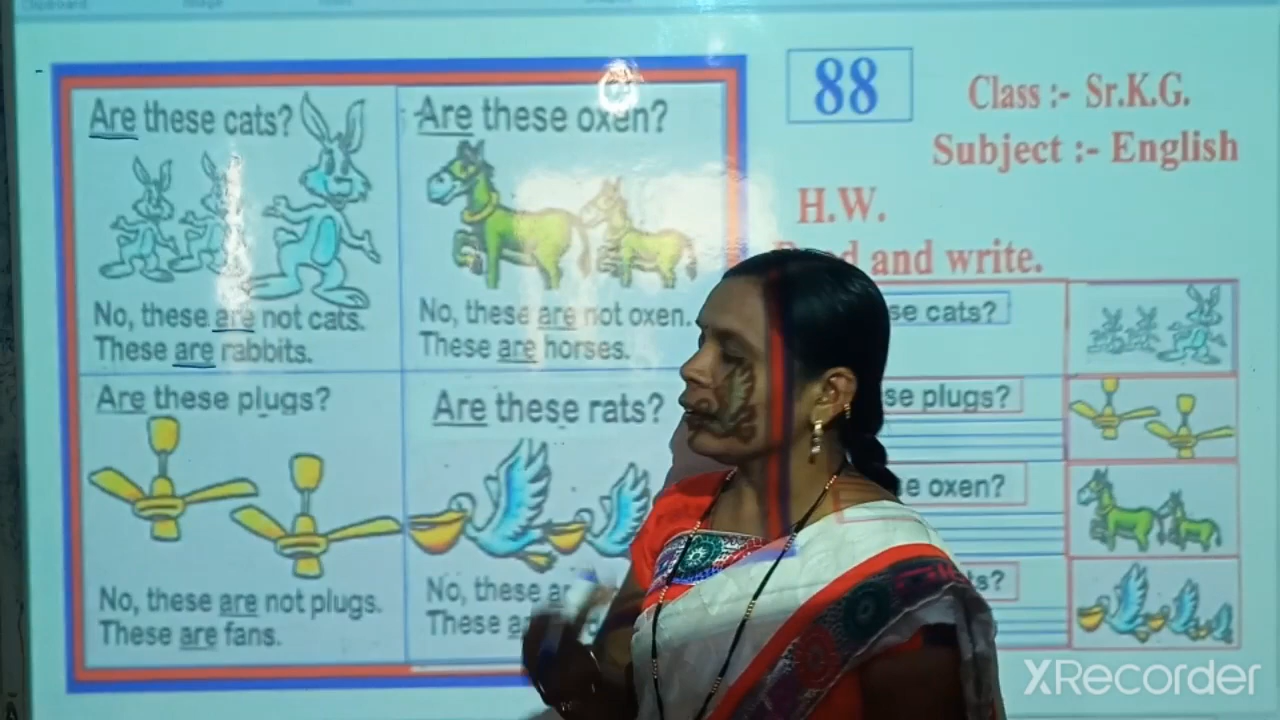 Are these cats?
No, these are not cats.
These are rabbits.
Are these oxen?
No, these are not oxen.
These are horses.
Are these plugs?
No, these are not plugs.
These are fans.
Are these rats?
No, these
These
88
Class :- Sr.K.G.
Subject :- English
H.W.
and write.
cats?
plugs?
oxen?
XRecorder